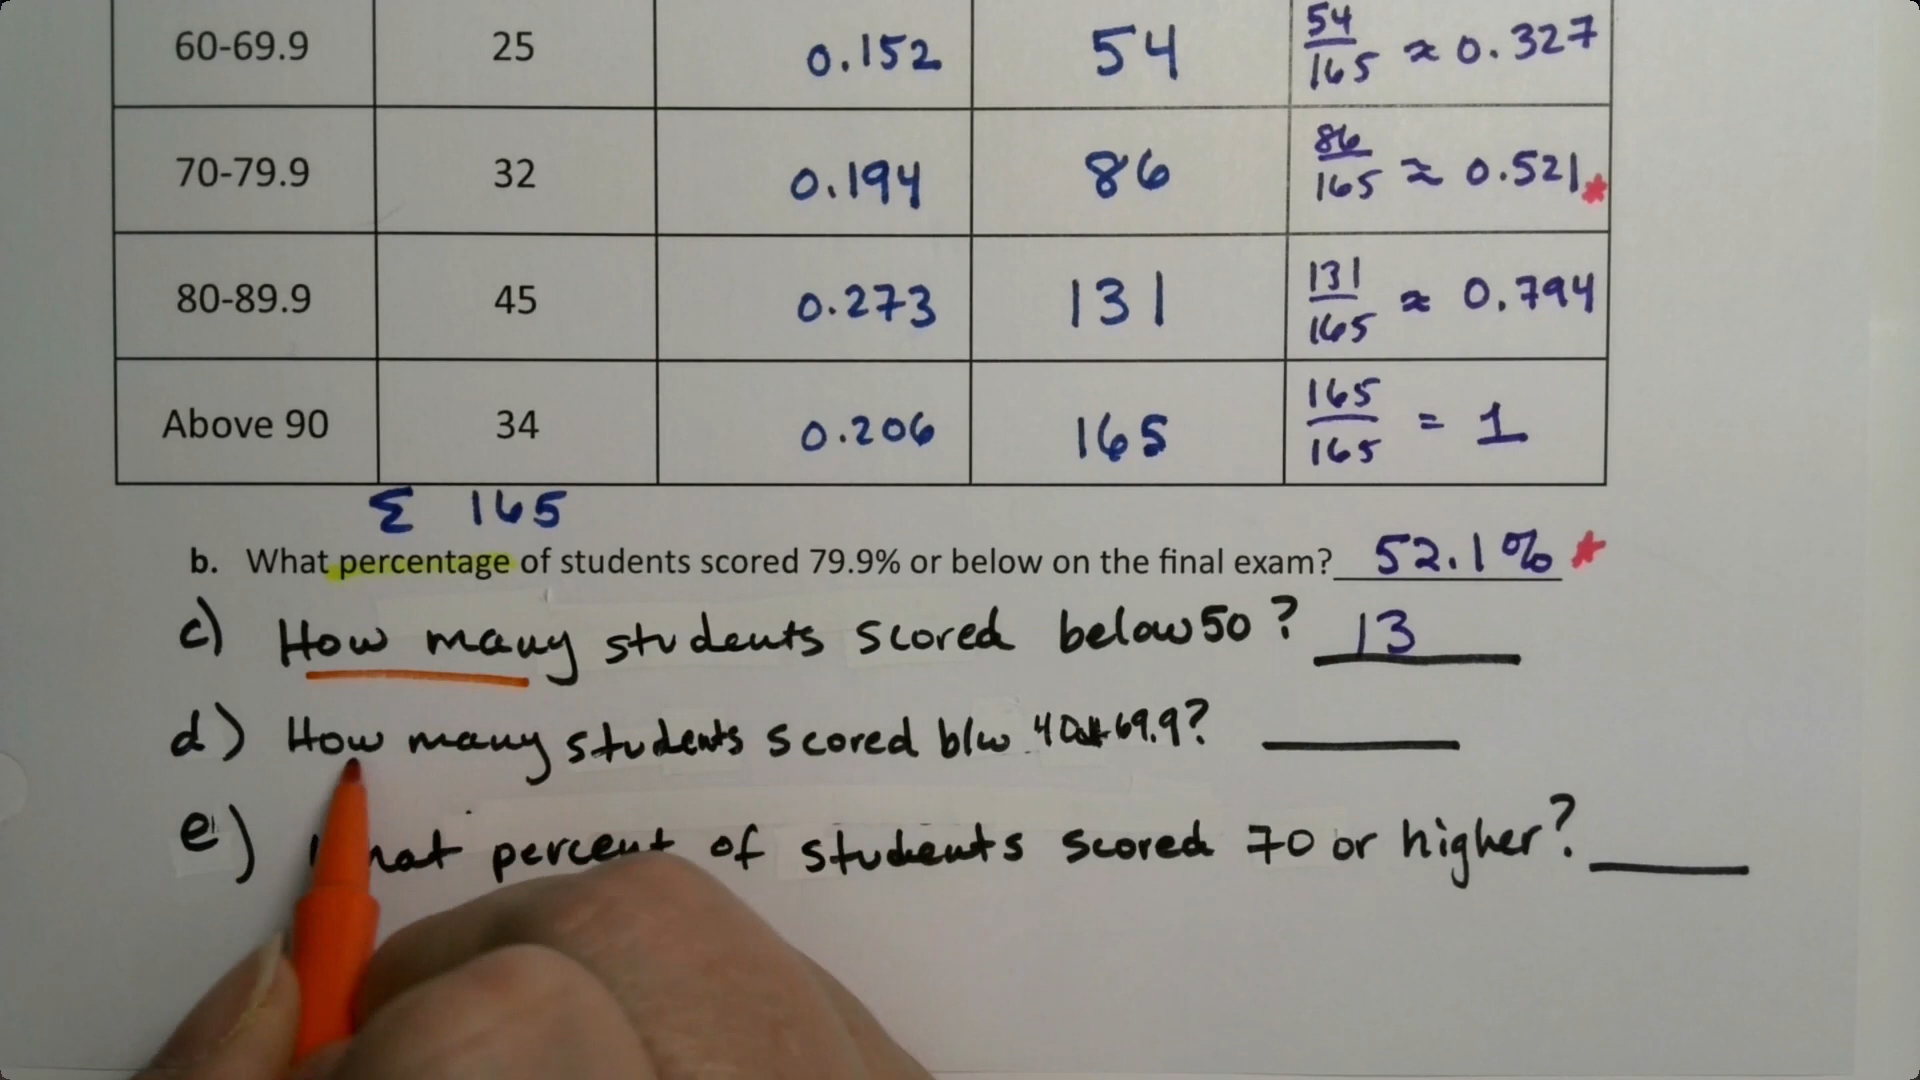 60-69.9 25 0.152 54 54/165 ≈ 0.327
70-79.9 32 0.194 86 86/165 ≈ 0.521*
80-89.9 45 0.273 131 131/165 ≈ 0.794
Above 90 34 0.206 165 165/165 = 1
Σ 165
b. What percentage of students scored 79.9% or below on the final exam? 52.1% *
c) How many students scored below 50? 13
d) How many students scored b/w 40 & 69.9?
e) What percent of students scored 70 or higher?